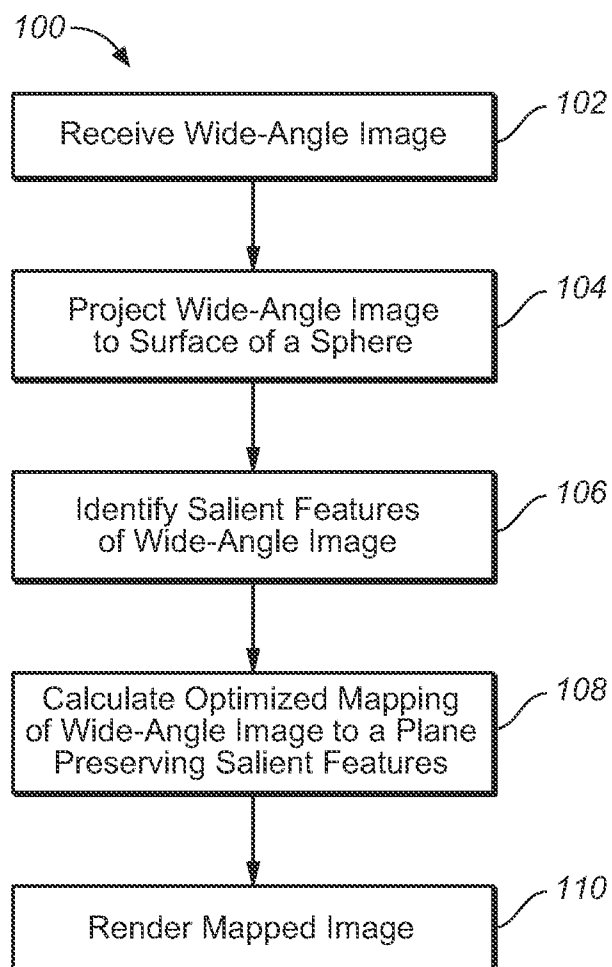 100
Receive Wide-Angle Image
102
Project Wide-Angle Image
to Surface of a Sphere
104
Identify Salient Features
of Wide-Angle Image
106
Calculate Optimized Mapping
of Wide-Angle Image to a Plane
Preserving Salient Features
108
Render Mapped Image
110